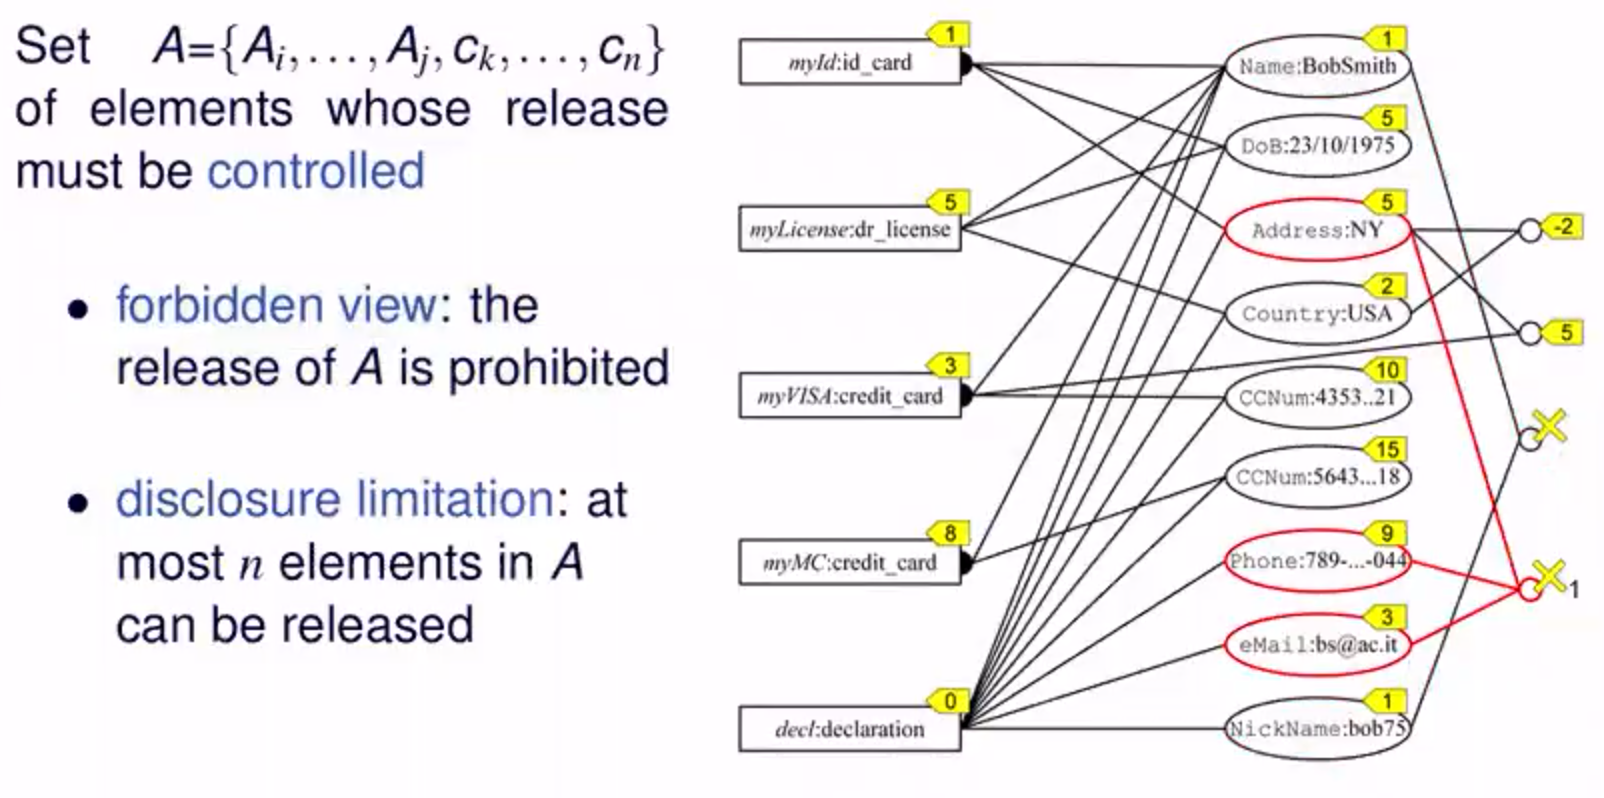 Set A={Ai,...,Aj,ck,...,cn}
of elements whose release
must be controlled
• forbidden view: the
release of A is prohibited
• disclosure limitation: at
most n elements in A
can be released
1
myId:id_card
5
myLicense:dr_license
3
myVISA:credit_card
8
myMC:credit_card
0
decl:declaration
1
Name:BobSmith
5
DoB:23/10/1975
5
Address:NY
2
Country:USA
10
CCNum:4353..21
15
CCNum:5643...18
9
Phone:789-...-044
3
eMail:bs@ac.it
1
NickName:bob75
-2
5
1